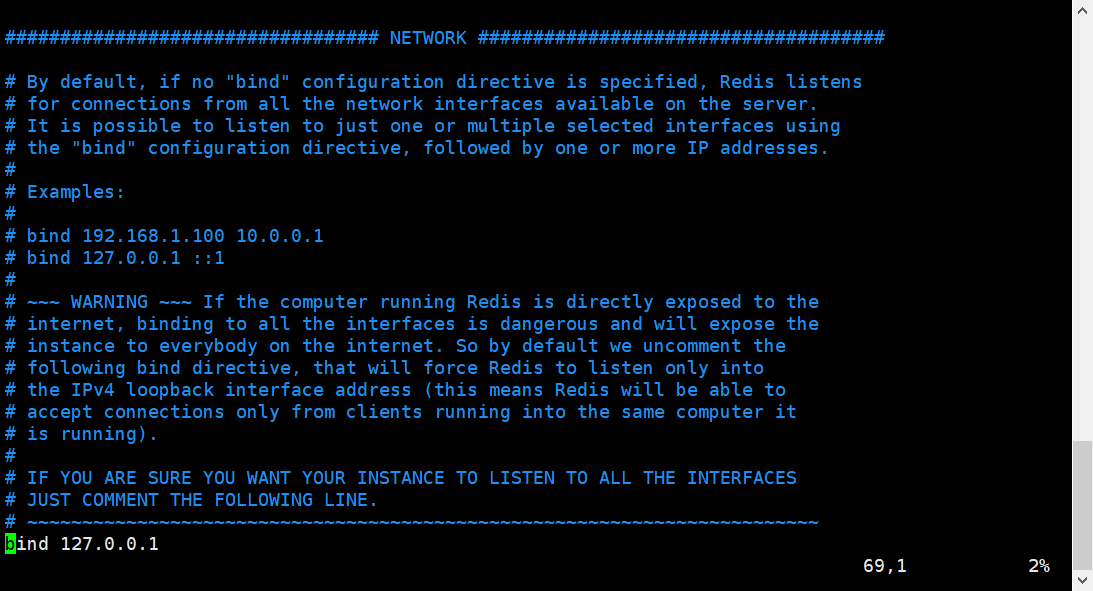 ################################## NETWORK #####################################
# By default, if no "bind" configuration directive is specified, Redis listens
# for connections from all the network interfaces available on the server.
# It is possible to listen to just one or multiple selected interfaces using
# the "bind" configuration directive, followed by one or more IP addresses.
#
# Examples:
#
# bind 192.168.1.100 10.0.0.1
# bind 127.0.0.1 ::1
#
# ~~~ WARNING ~~~ If the computer running Redis is directly exposed to the
# internet, binding to all the interfaces is dangerous and will expose the
# instance to everybody on the internet. So by default we uncomment the
# following bind directive, that will force Redis to listen only into
# the IPv4 loopback interface address (this means Redis will be able to
# accept connections only from clients running into the same computer it
# is running).
#
# IF YOU ARE SURE YOU WANT YOUR INSTANCE TO LISTEN TO ALL THE INTERFACES
# JUST COMMENT THE FOLLOWING LINE.
# ~~~~~~~~~~~~~~~~~~~~~~~~~~~~~~~~~~~~~~~~~~~~~~~~~~~~~~~~~~~~~~~~~~~~~~~~
bind 127.0.0.1
69,1 2%